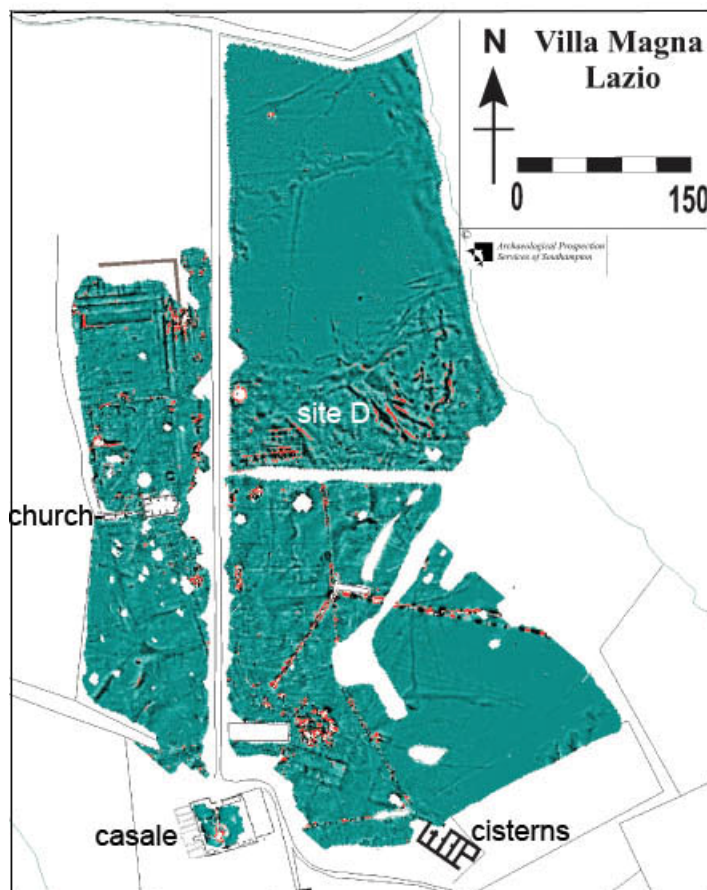 N
Villa Magna
Lazio
0
150
©
Archaeological Prospection
Services of Southampton
site D
church
casale
cisterns